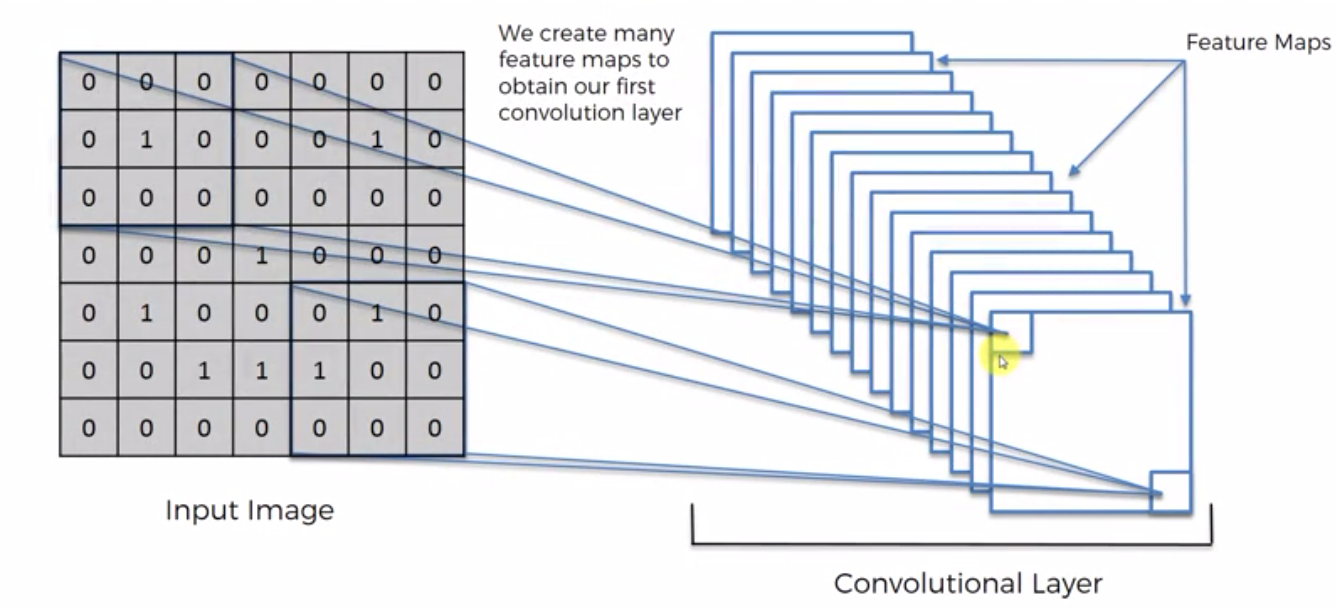 We create many
feature maps to
obtain our first
convolution layer
Feature Maps
0 0 0 0 0 0 0
0 1 0 0 0 1 0
0 0 0 0 0 0 0
0 0 0 1 0 0 0
0 1 0 0 0 1 0
0 0 1 1 1 0 0
0 0 0 0 0 0 0
Input Image
Convolutional Layer